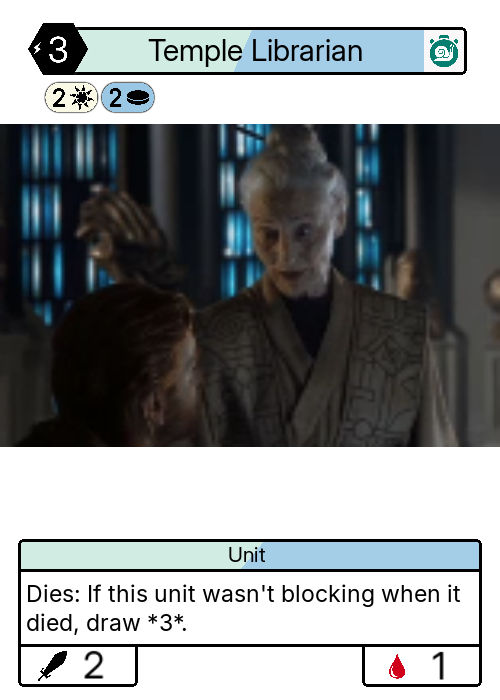 3 Temple Librarian
2 2
Unit
Dies: If this unit wasn't blocking when it
died, draw *3*.
2 1